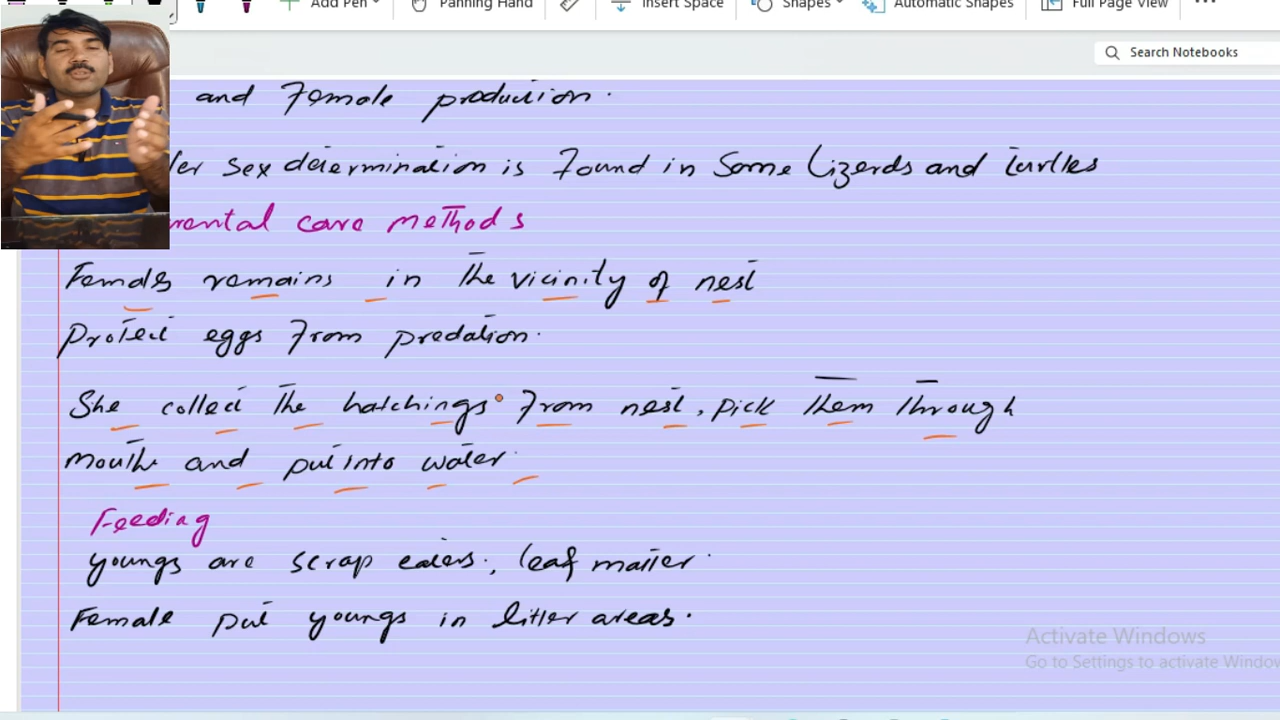 Add Pen Panning Hand Insert Space Shapes Automatic Shapes Full Page View
Search Notebooks
and Female production.
sex determination is found in Some lizerds and turtles
rental care methods
Females remains in the vicinity of nest
Protect eggs from predation.
She collect the hatchings from nest, pick them through
mouth and put into water.
Feeding
youngs are scrap eaters, leaf matter.
Female put youngs in litter areas.
Activate Windows
Go to Settings to activate Window